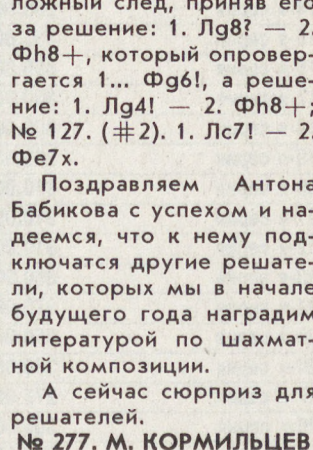 ложный след, приняв его
за решение: 1. Лg8? — 2.
Фh8+, который опровер-
гается 1... Фg6!, а реше-
ние: 1. Лg4! — 2. Фh8+;
№ 127. (#2). 1. Лс7! — 2.
Фе7х.
Поздравляем Антона
Бабикова с успехом и на-
деемся, что к нему под-
ключатся другие решате-
ли, которых мы в начале
будущего года наградим
литературой по шахмат-
ной композиции.
А сейчас сюрприз для
решателей.
№ 277. М. КОРМИЛЬЦЕВ